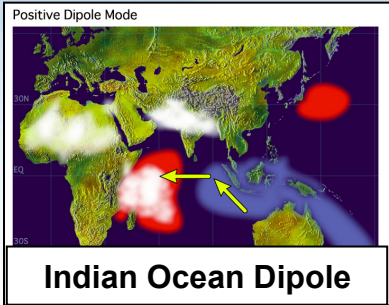 Positive Dipole Mode
30N
EQ
30S
Indian Ocean Dipole